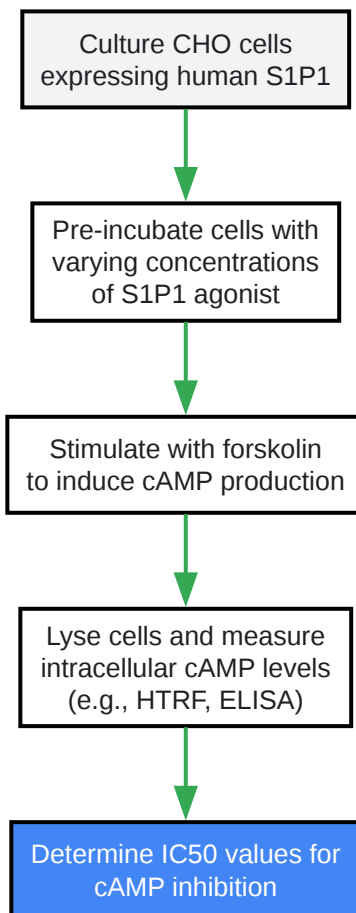 Culture CHO cells
expressing human S1P1
Pre-incubate cells with
varying concentrations
of S1P1 agonist
Stimulate with forskolin
to induce cAMP production
Lyse cells and measure
intracellular cAMP levels
(e.g., HTRF, ELISA)
Determine IC50 values for
cAMP inhibition